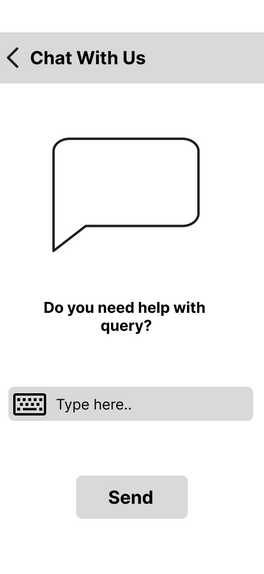 Chat With Us
Do you need help with
query?
Type here..
Send